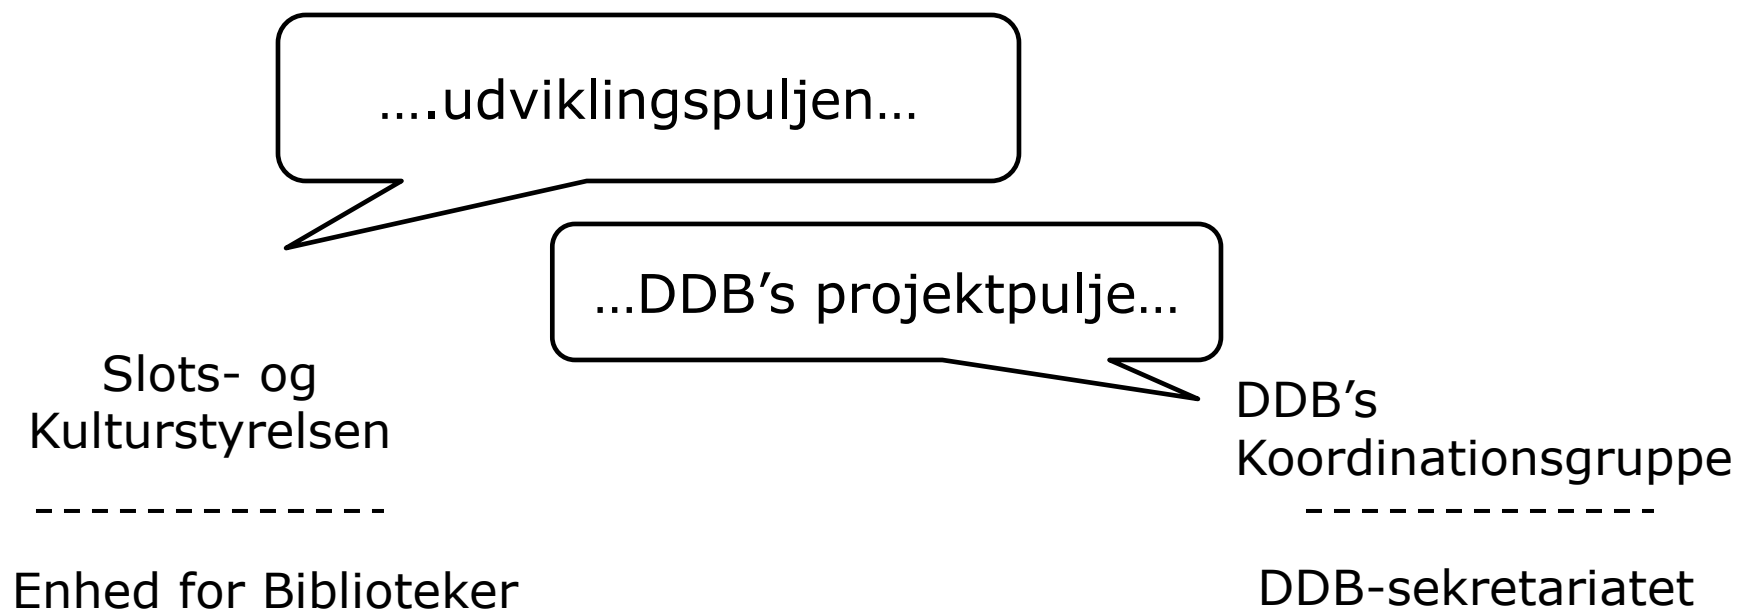 ….udviklingspuljen…
…DDB’s projektpulje…
Slots- og
Kulturstyrelsen
Enhed for Biblioteker
DDB’s
Koordinationsgruppe
DDB-sekretariatet